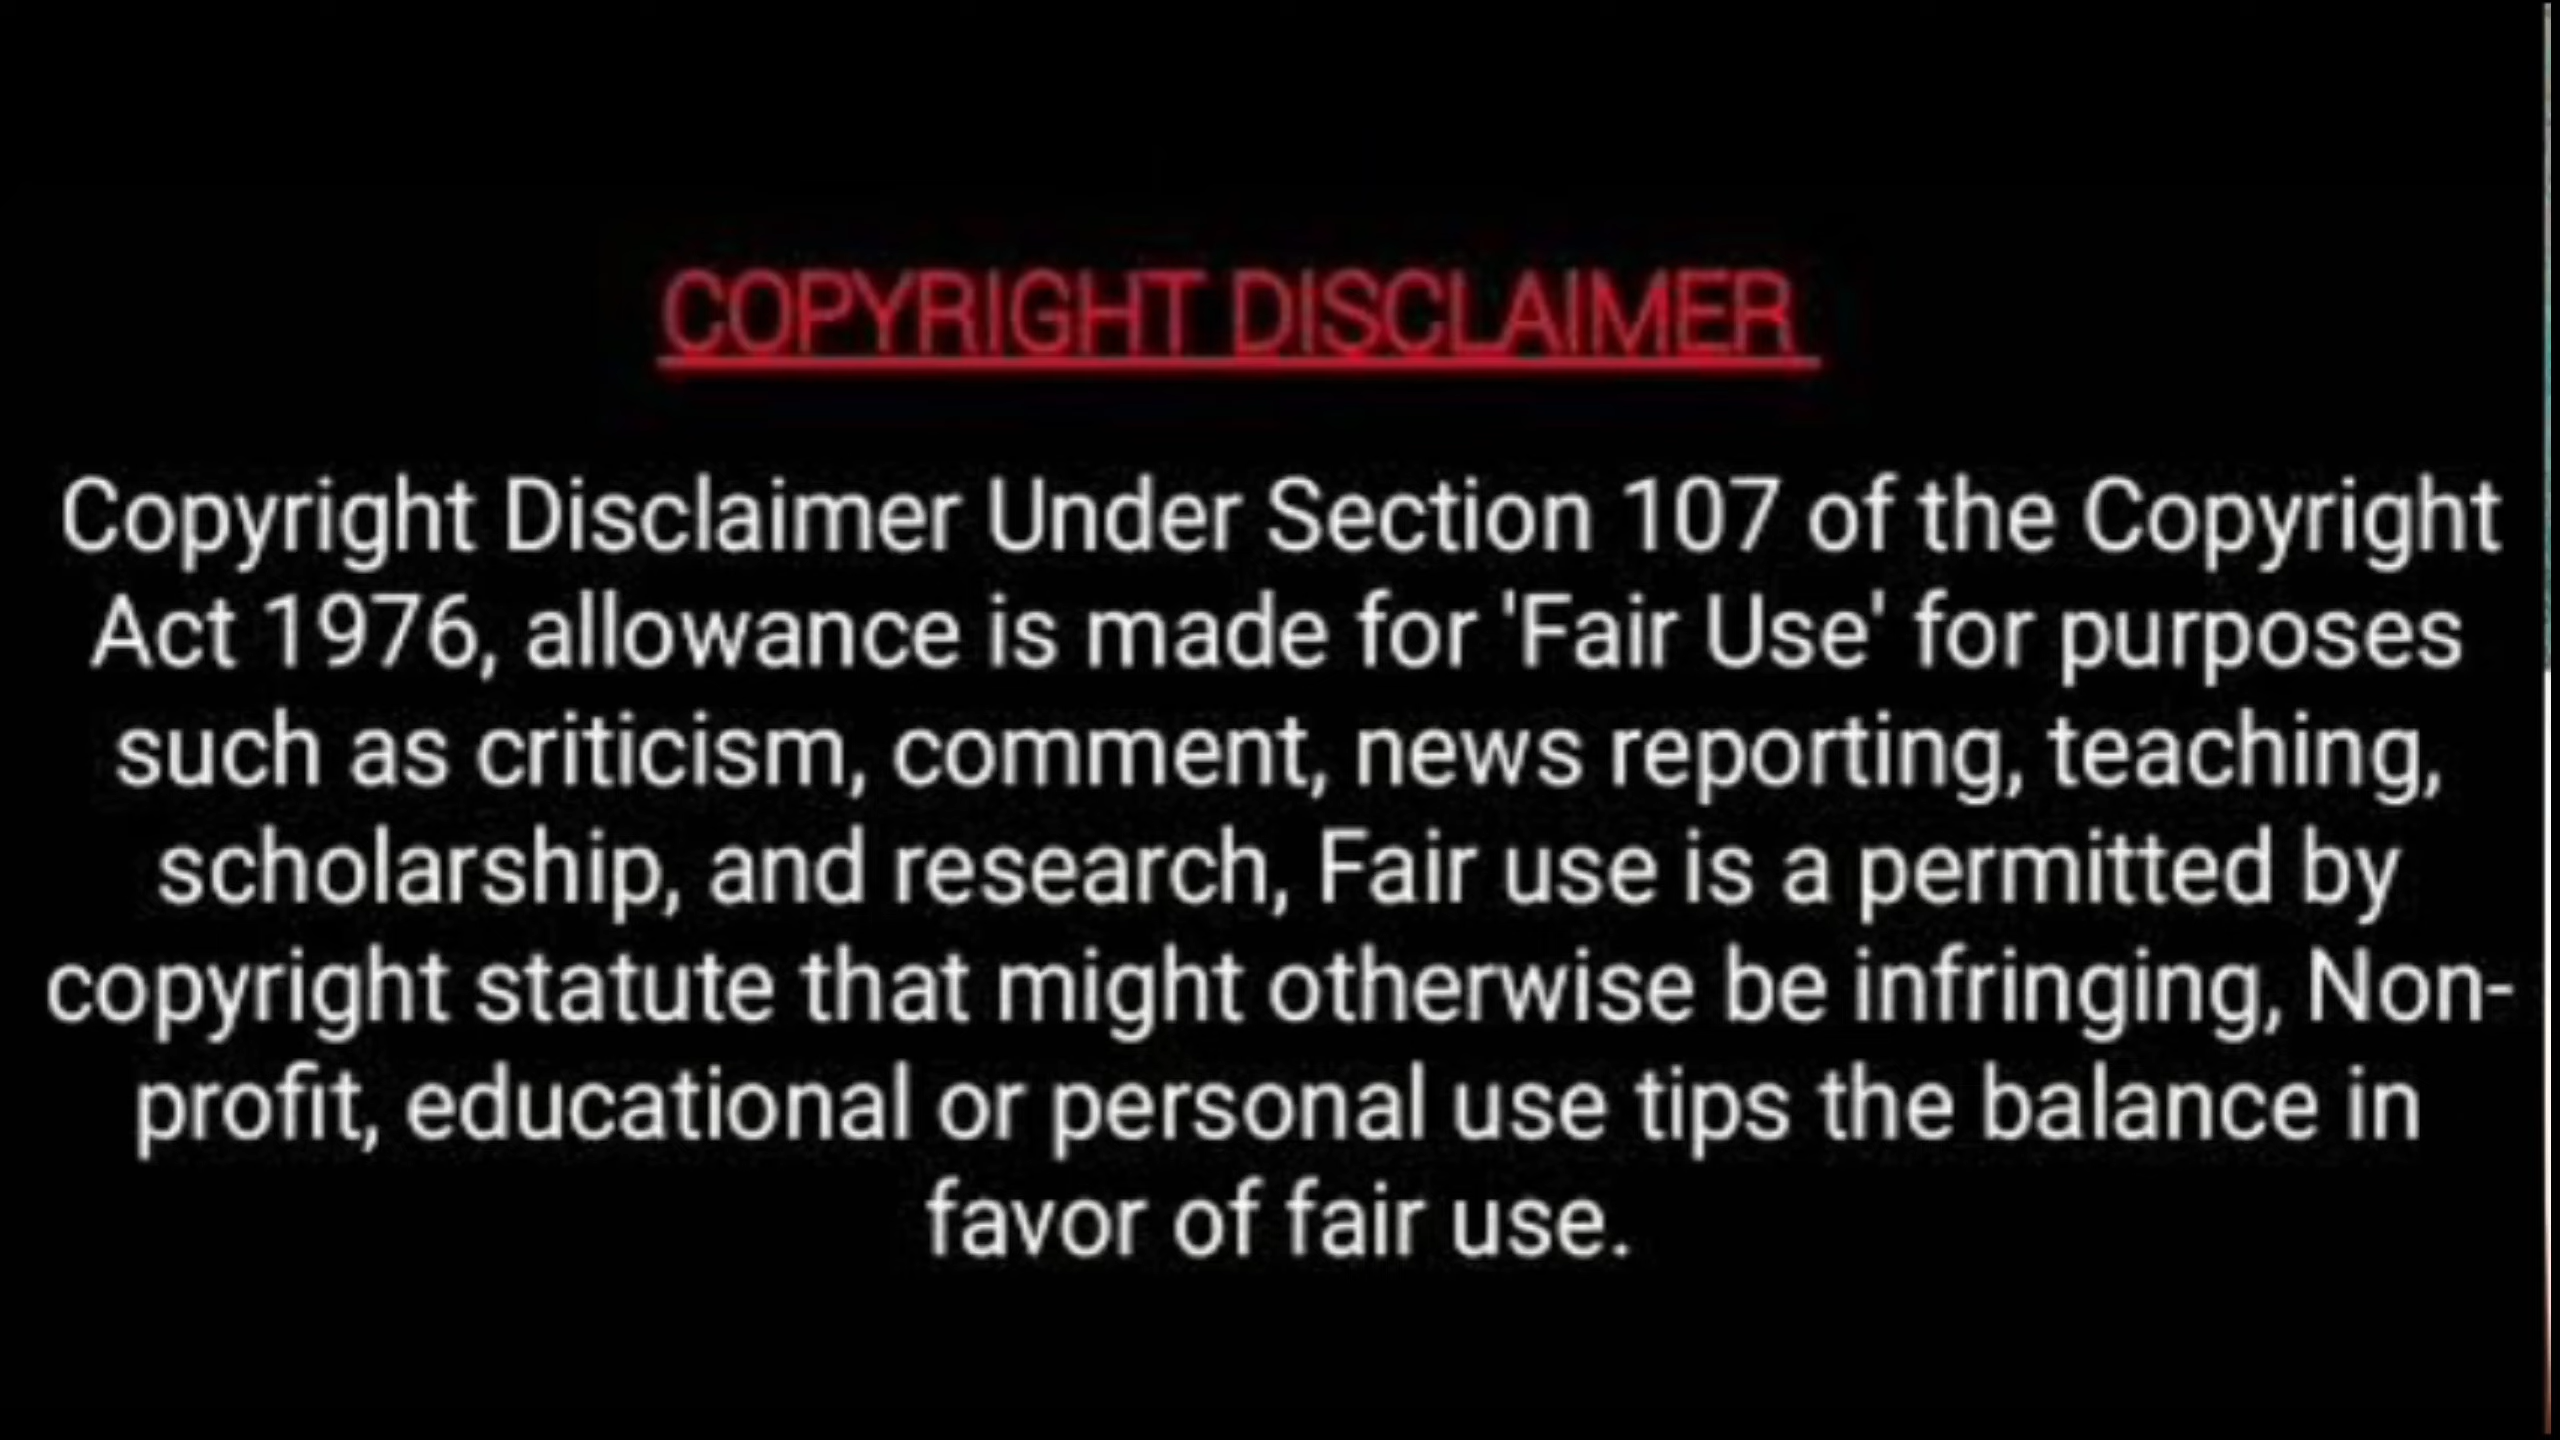 COPYRIGHT DISCLAIMER
Copyright Disclaimer Under Section 107 of the Copyright
Act 1976, allowance is made for 'Fair Use' for purposes
such as criticism, comment, news reporting, teaching,
scholarship, and research, Fair use is a permitted by
copyright statute that might otherwise be infringing, Non-
profit, educational or personal use tips the balance in
favor of fair use.